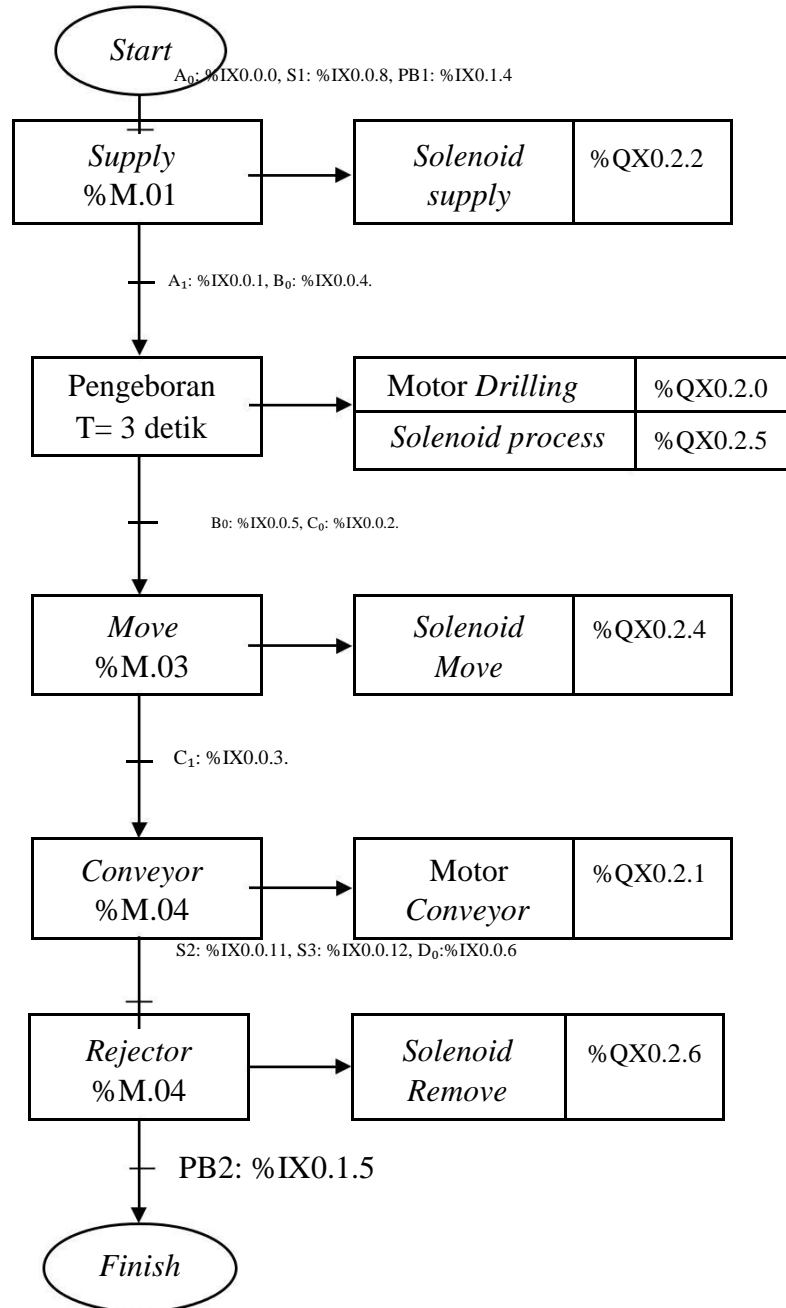 Start
A₀: %IX0.0.0, S1: %IX0.0.8, PB1: %IX0.1.4
Supply
%M.01
Solenoid
supply
%QX0.2.2
A₁: %IX0.0.1, B₀: %IX0.0.4.
Pengeboran
T= 3 detik
Motor Drilling
%QX0.2.0
Solenoid process
%QX0.2.5
B₀: %IX0.0.5, C₀: %IX0.0.2.
Move
%M.03
Solenoid
Move
%QX0.2.4
C₁: %IX0.0.3.
Conveyor
%M.04
Motor
Conveyor
%QX0.2.1
S2: %IX0.0.11, S3: %IX0.0.12, D₀:%IX0.0.6
Rejector
%M.04
Solenoid
Remove
%QX0.2.6
PB2: %IX0.1.5
Finish